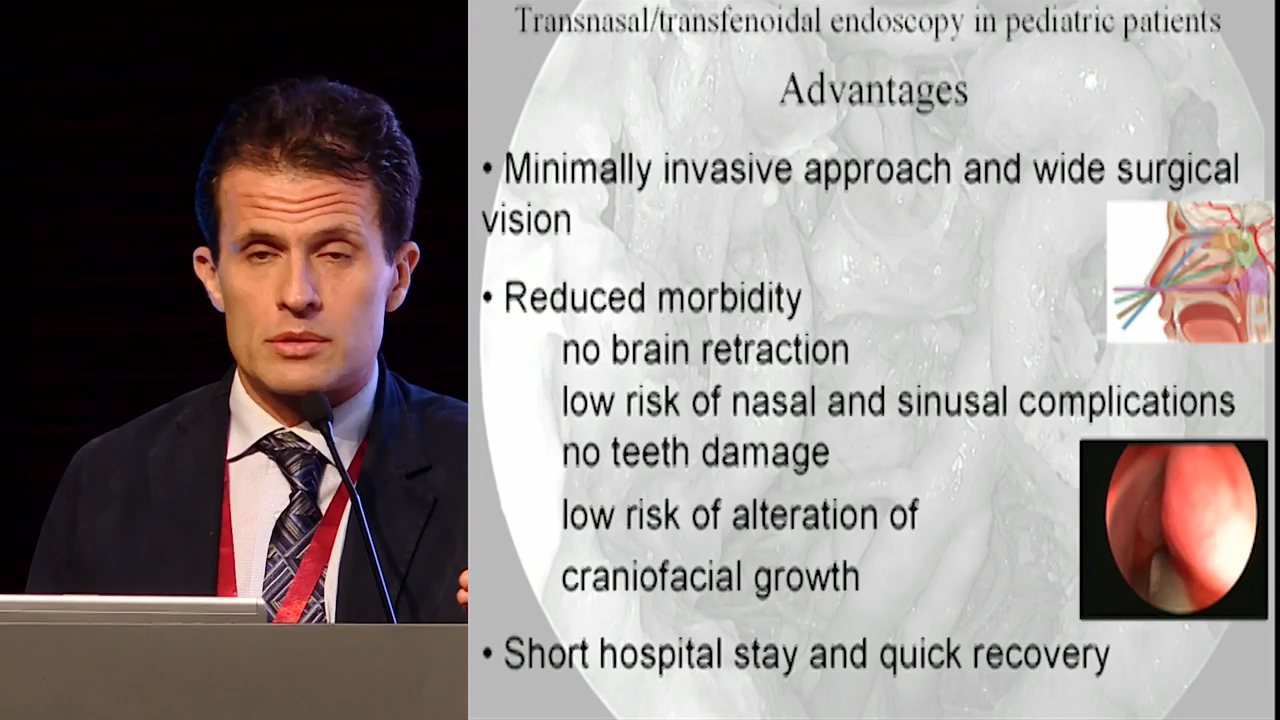 Transnasal/transfenoidal endoscopy in pediatric patients
Advantages
• Minimally invasive approach and wide surgical
vision
• Reduced morbidity
no brain retraction
low risk of nasal and sinusal complications
no teeth damage
low risk of alteration of
craniofacial growth
• Short hospital stay and quick recovery